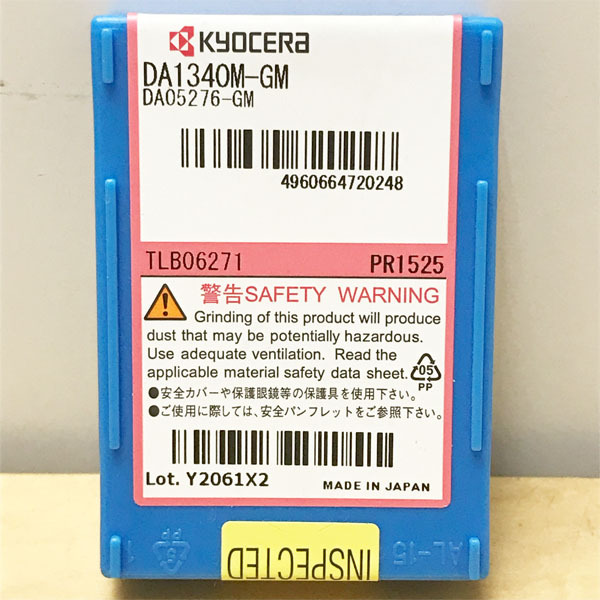 KYOCERA
DA1340M-GM
DA05276-GM
4960664720248
TLB06271 PR1525
警告SAFETY WARNING
Grinding of this product will produce
dust that may be potentially hazardous.
Use adequate ventilation. Read the
applicable material safety data sheet.
05
PP
●安全カバーや保護眼鏡等の保護具を使用下さい。
●ご使用に際しては、安全パンフレットをご参照下さい。
Lot. Y2061X2
MADE IN JAPAN
INSPECTED
PP
AL-15